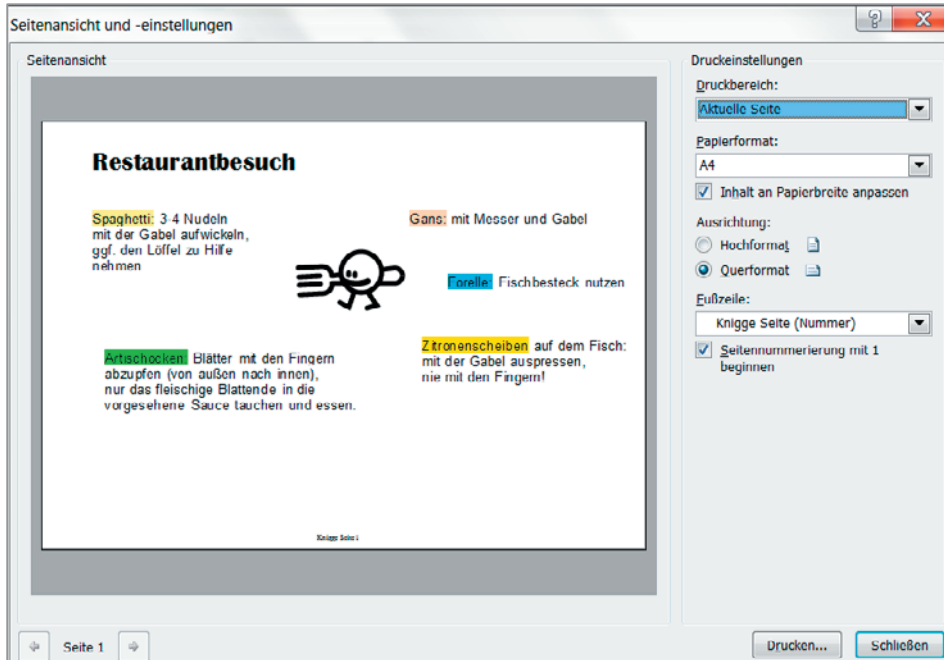 Seitenansicht und -einstellungen
Seitenansicht
Restaurantbesuch
Spaghetti: 3-4 Nudeln
mit der Gabel aufwickeln,
ggf. den Löffel zu Hilfe
nehmen
Gans: mit Messer und Gabel
Forelle: Fischbesteck nutzen
Artischocken: Blätter mit den Fingern
abzupfen (von außen nach innen),
nur das fleischige Blattende in die
vorgesehene Sauce tauchen und essen.
Zitronenscheiben auf dem Fisch:
mit der Gabel auspressen,
nie mit den Fingern!
Knigge Seite 1
Druckeinstellungen
Druckbereich:
Aktuelle Seite
Papierformat:
A4
Inhalt an Papierbreite anpassen
Ausrichtung:
Hochformat
Querformat
Fußzeile:
Knigge Seite (Nummer)
Seitennummerierung mit 1
beginnen
Seite 1
Drucken...
Schließen